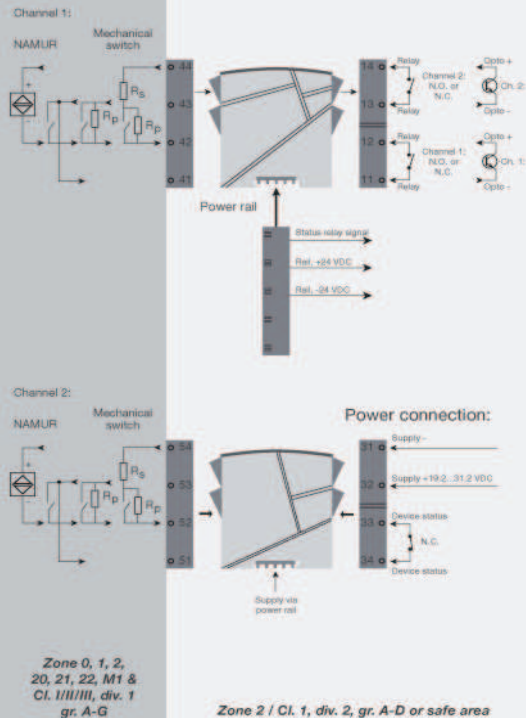 Channel 1:
NAMUR
Mechanical
switch
Rs
Rp
Rp
44
43
42
41
14
13
12
11
Relay
Channel 2:
N.O. or
N.C.
Relay
Opto +
Ch. 2:
Opto -
Relay
Channel 1:
N.O. or
N.C.
Relay
Opto +
Ch. 1:
Opto -
Power rail
Status relay signal
Rail, +24 VDC
Rail, -24 VDC
Channel 2:
NAMUR
Mechanical
switch
Rs
Rp
Rp
54
53
52
51
Power connection:
31
Supply -
32
Supply +19.2...31.2 VDC
33
Device status
N.C.
34
Device status
Supply via
power rail
Zone 0, 1, 2,
20, 21, 22, M1 &
Cl. I/II/III, div. 1
gr. A-G
Zone 2 / Cl. 1, div. 2, gr. A-D or safe area